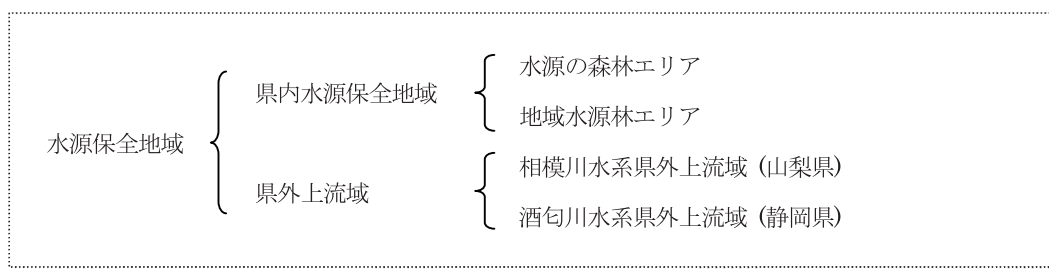 水源保全地域
県内水源保全地域
水源の森林エリア
地域水源林エリア
県外上流域
相模川水系県外上流域 (山梨県)
酒匂川水系県外上流域 (静岡県)